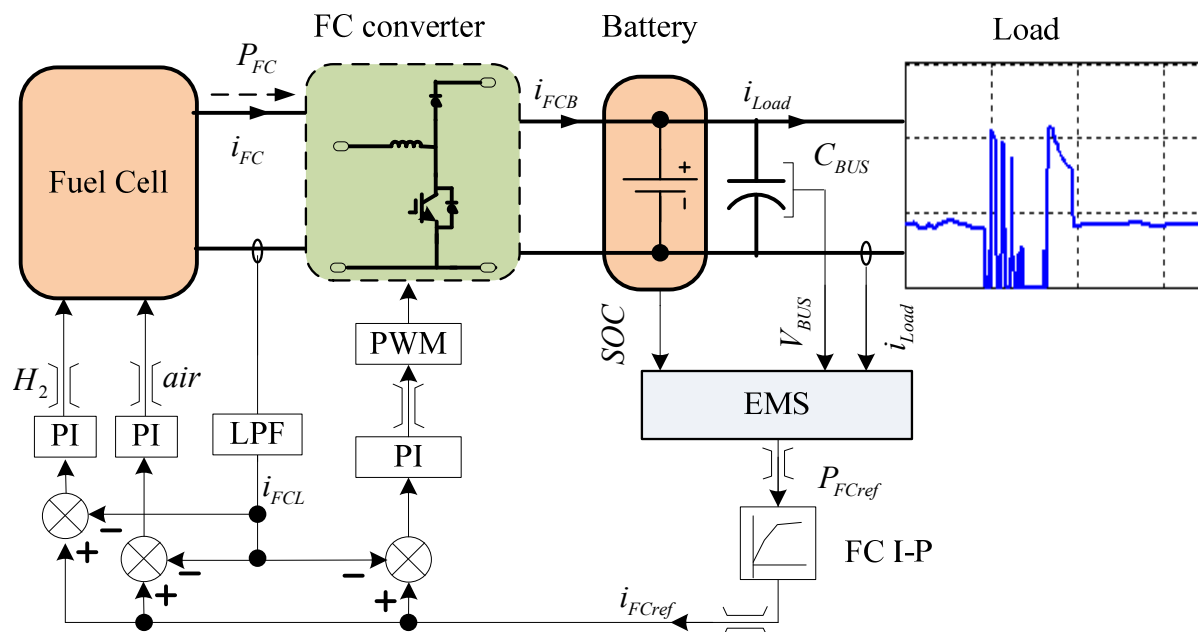 FC converter
Battery
Load
P_FC
i_FCB
i_Load
i_FC
C_BUS
Fuel Cell
+
-
SOC
V_BUS
i_Load
PWM
H_2
air
EMS
PI
PI
LPF
PI
P_FCref
i_FCL
FC I-P
−
+
−
+
−
+
i_FCref